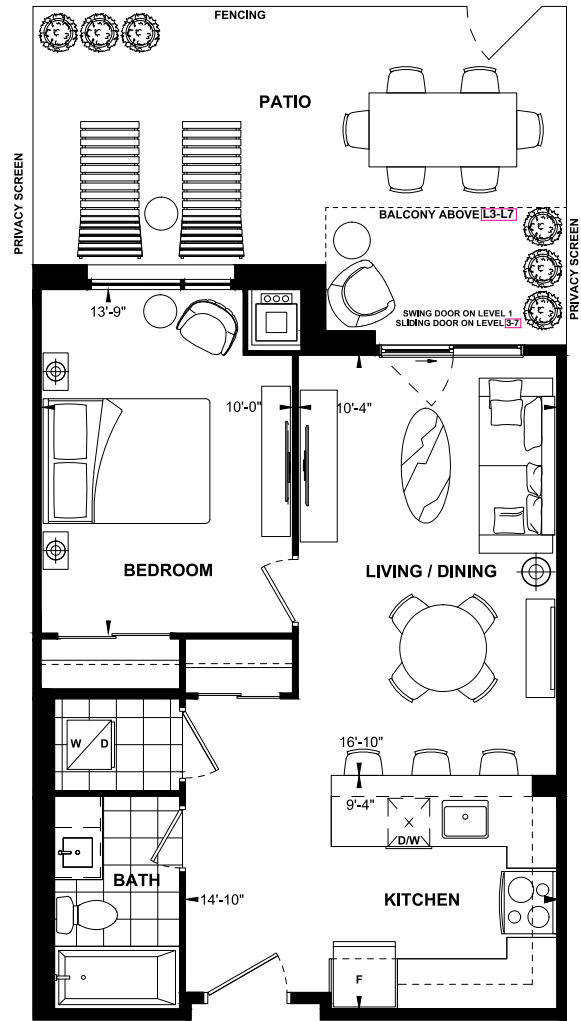 FENCING
PATIO
PRIVACY SCREEN
BALCONY ABOVE L3-L7
PRIVACY SCREEN
SWING DOOR ON LEVEL 1
SLIDING DOOR ON LEVEL 3-7
13'-9"
10'-0"
10'-4"
BEDROOM
LIVING / DINING
W D
16'-10"
9'-4"
D/W
BATH
14'-10"
KITCHEN
F